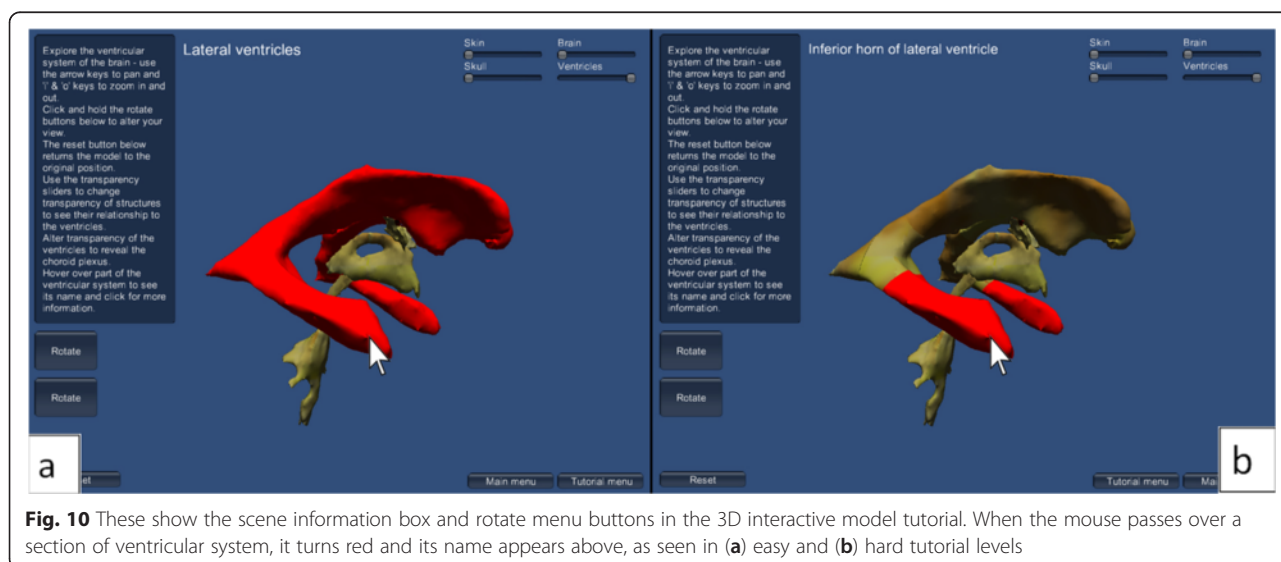 Explore the ventricular
system of the brain - use
the arrow keys to pan and
'i' & 'o' keys to zoom in and
out.
Click and hold the rotate
buttons below to alter your
view.
The reset button below
returns the model to the
original position.
Use the transparency
sliders to change
transparency of structures
to see their relationship to
the ventricles.
Alter transparency of the
ventricles to reveal the
choroid plexus.
Hover over part of the
ventricular system to see
its name and click for more
information.
Lateral ventricles
Skin Brain
Skull Ventricles
Rotate
Rotate
a
et
Main menu Tutorial menu
Explore the ventricular
system of the brain - use
the arrow keys to pan and
'i' & 'o' keys to zoom in and
out.
Click and hold the rotate
buttons below to alter your
view.
The reset button below
returns the model to the
original position.
Use the transparency
sliders to change
transparency of structures
to see their relationship to
the ventricles.
Alter transparency of the
ventricles to reveal the
choroid plexus.
Hover over part of the
ventricular system to see
its name and click for more
information.
Inferior horn of lateral ventricle
Skin Brain
Skull Ventricles
Rotate
Rotate
Reset
Tutorial menu Ma
b
Fig. 10 These show the scene information box and rotate menu buttons in the 3D interactive model tutorial. When the mouse passes over a
section of ventricular system, it turns red and its name appears above, as seen in (a) easy and (b) hard tutorial levels